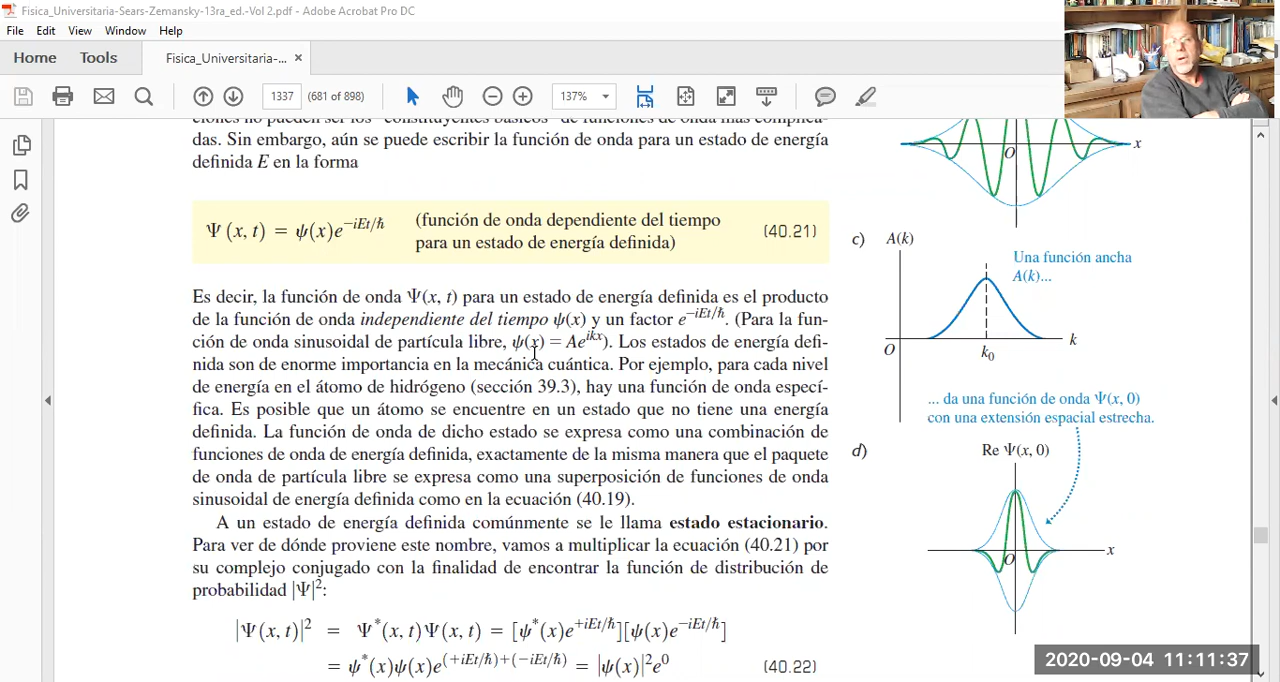 Fisica_Universitaria-Sears-Zemansky-13ra_ed.-Vol 2.pdf - Adobe Acrobat Pro DC
File Edit View Window Help
Home Tools Fisica_Universitaria-... ×
1337 (681 of 898) 137%
ciones no pueden ser los "constituyentes básicos" de funciones de onda más complica-
das. Sin embargo, aún se puede escribir la función de onda para un estado de energía
definida E en la forma
Ψ(x, t) = ψ(x)e^{−iEt/ħ} (función de onda dependiente del tiempo
para un estado de energía definida) (40.21)
Es decir, la función de onda Ψ(x, t) para un estado de energía definida es el producto
de la función de onda independiente del tiempo ψ(x) y un factor e^{−iEt/ħ}. (Para la fun-
ción de onda sinusoidal de partícula libre, ψ(x) = Ae^{ikx}). Los estados de energía defi-
nida son de enorme importancia en la mecánica cuántica. Por ejemplo, para cada nivel
de energía en el átomo de hidrógeno (sección 39.3), hay una función de onda especí-
fica. Es posible que un átomo se encuentre en un estado que no tiene una energía
definida. La función de onda de dicho estado se expresa como una combinación de
funciones de onda de energía definida, exactamente de la misma manera que el paquete
de onda de partícula libre se expresa como una superposición de funciones de onda
sinusoidal de energía definida como en la ecuación (40.19).
A un estado de energía definida comúnmente se le llama estado estacionario.
Para ver de dónde proviene este nombre, vamos a multiplicar la ecuación (40.21) por
su complejo conjugado con la finalidad de encontrar la función de distribución de
probabilidad |Ψ|²:
|Ψ(x, t)|² = Ψ*(x, t)Ψ(x, t) = [ψ*(x)e^{+iEt/ħ}][ψ(x)e^{−iEt/ħ}]
= ψ*(x)ψ(x)e^{(+iEt/ħ)+(−iEt/ħ)} = |ψ(x)|²e⁰ (40.22)
O x
c) A(k)
Una función ancha
A(k)...
O k₀ k
... da una función de onda Ψ(x, 0)
con una extensión espacial estrecha.
d) Re Ψ(x, 0)
O x
2020-09-04 11:11:37